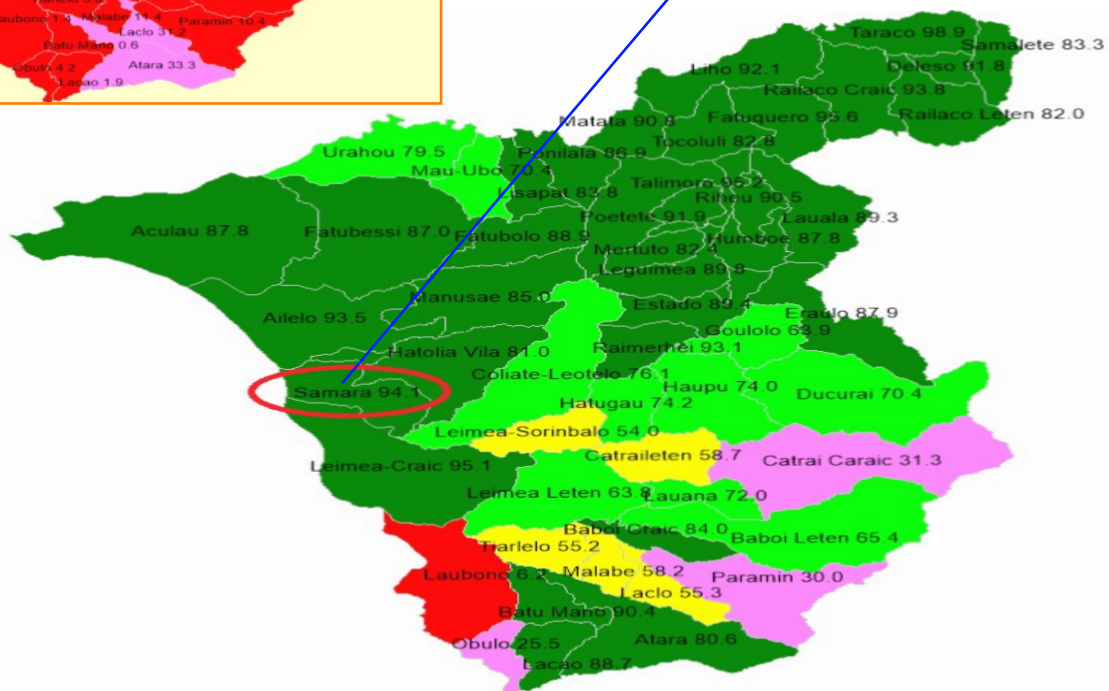 Malabe 11.4
Paramin 10.4
Laclo 31.2
Batu Mano 0.6
Atara 33.3
Obulo 4.2
Lacao 1.9
Taraco 98.9
Samalete 83.3
Liho 92.1
Deleso 91.8
Railaco Craic 93.8
Matata 90.8
Fatuquero 95.6
Railaco Leten 82.0
Tocoluli 82.8
Urahou 79.5
Ponilala 86.9
Mau-Ubo 70.4
Lisapat 83.8
Talimoro 95.2
Riheu 90.5
Poetete 91.9
Lauala 89.3
Aculau 87.8
Fatubessi 87.0
Fatubolo 88.9
Humboe 87.8
Mertuto 82.4
Leguimea 89.8
Manusae 85.0
Estado 89.4
Eraulo 87.9
Ailelo 93.5
Goulolo 63.9
Hatolia Vila 81.0
Raimerhei 93.1
Coliate-Leotelo 76.1
Haupu 74.0
Samara 94.1
Ducurai 70.4
Hatugau 74.2
Leimea-Sorinbalo 54.0
Catraileten 58.7
Catrai Caraic 31.3
Leimea-Craic 95.1
Leimea Leten 63.8
Lauana 72.0
Baboi Craic 84.0
Baboi Leten 65.4
Tiarlelo 55.2
Laubono 6.2
Malabe 58.2
Paramin 30.0
Laclo 55.3
Batu Mano 90.4
Obulo 25.5
Atara 80.6
Lacao 88.7